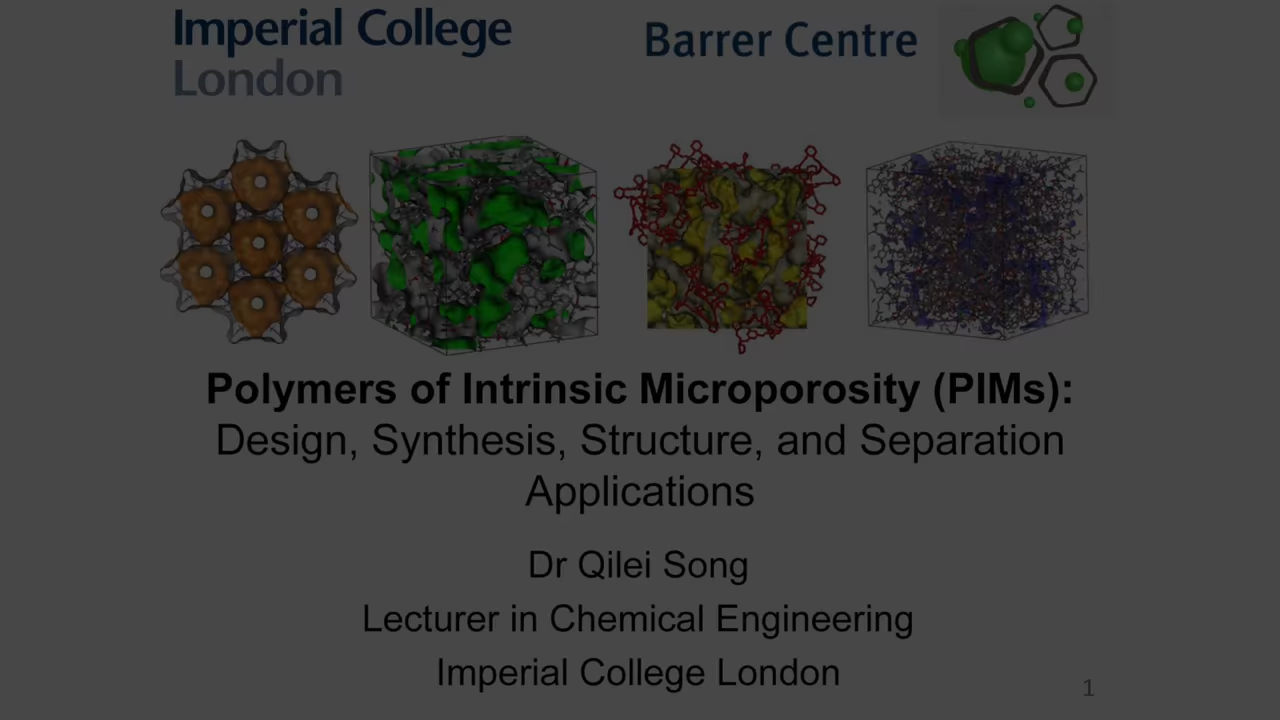 Imperial College
London
Barrer Centre
Polymers of Intrinsic Microporosity (PIMs):
Design, Synthesis, Structure, and Separation
Applications
Dr Qilei Song
Lecturer in Chemical Engineering
Imperial College London
1